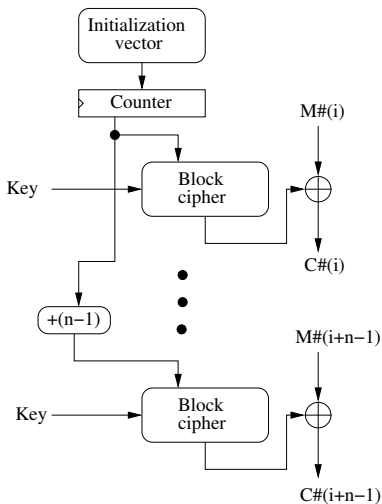 Initialization
vector
Counter
M#(i)
Key
Block
cipher
C#(i)
+(n−1)
M#(i+n−1)
Key
Block
cipher
C#(i+n−1)